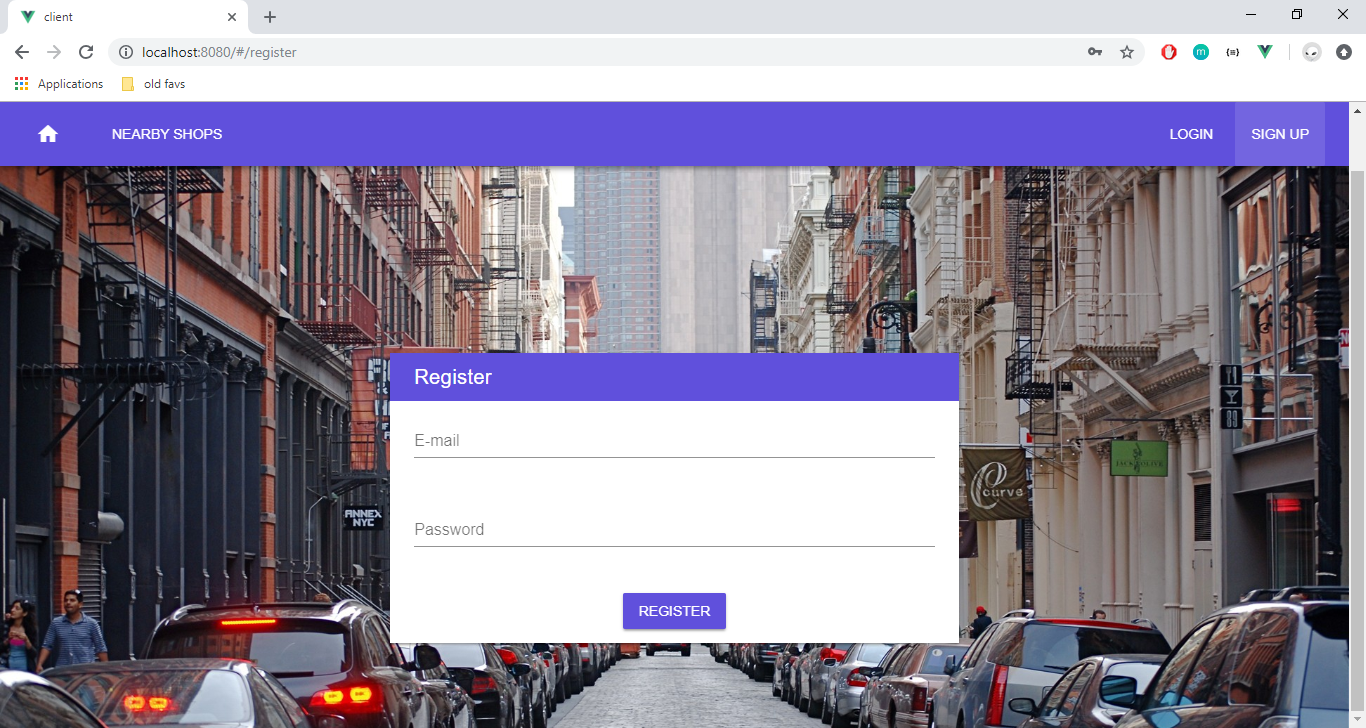 client
localhost:8080/#/register
Applications
old favs
NEARBY SHOPS
LOGIN
SIGN UP
Register
E-mail
Password
REGISTER
ANNEX
NYC
curve